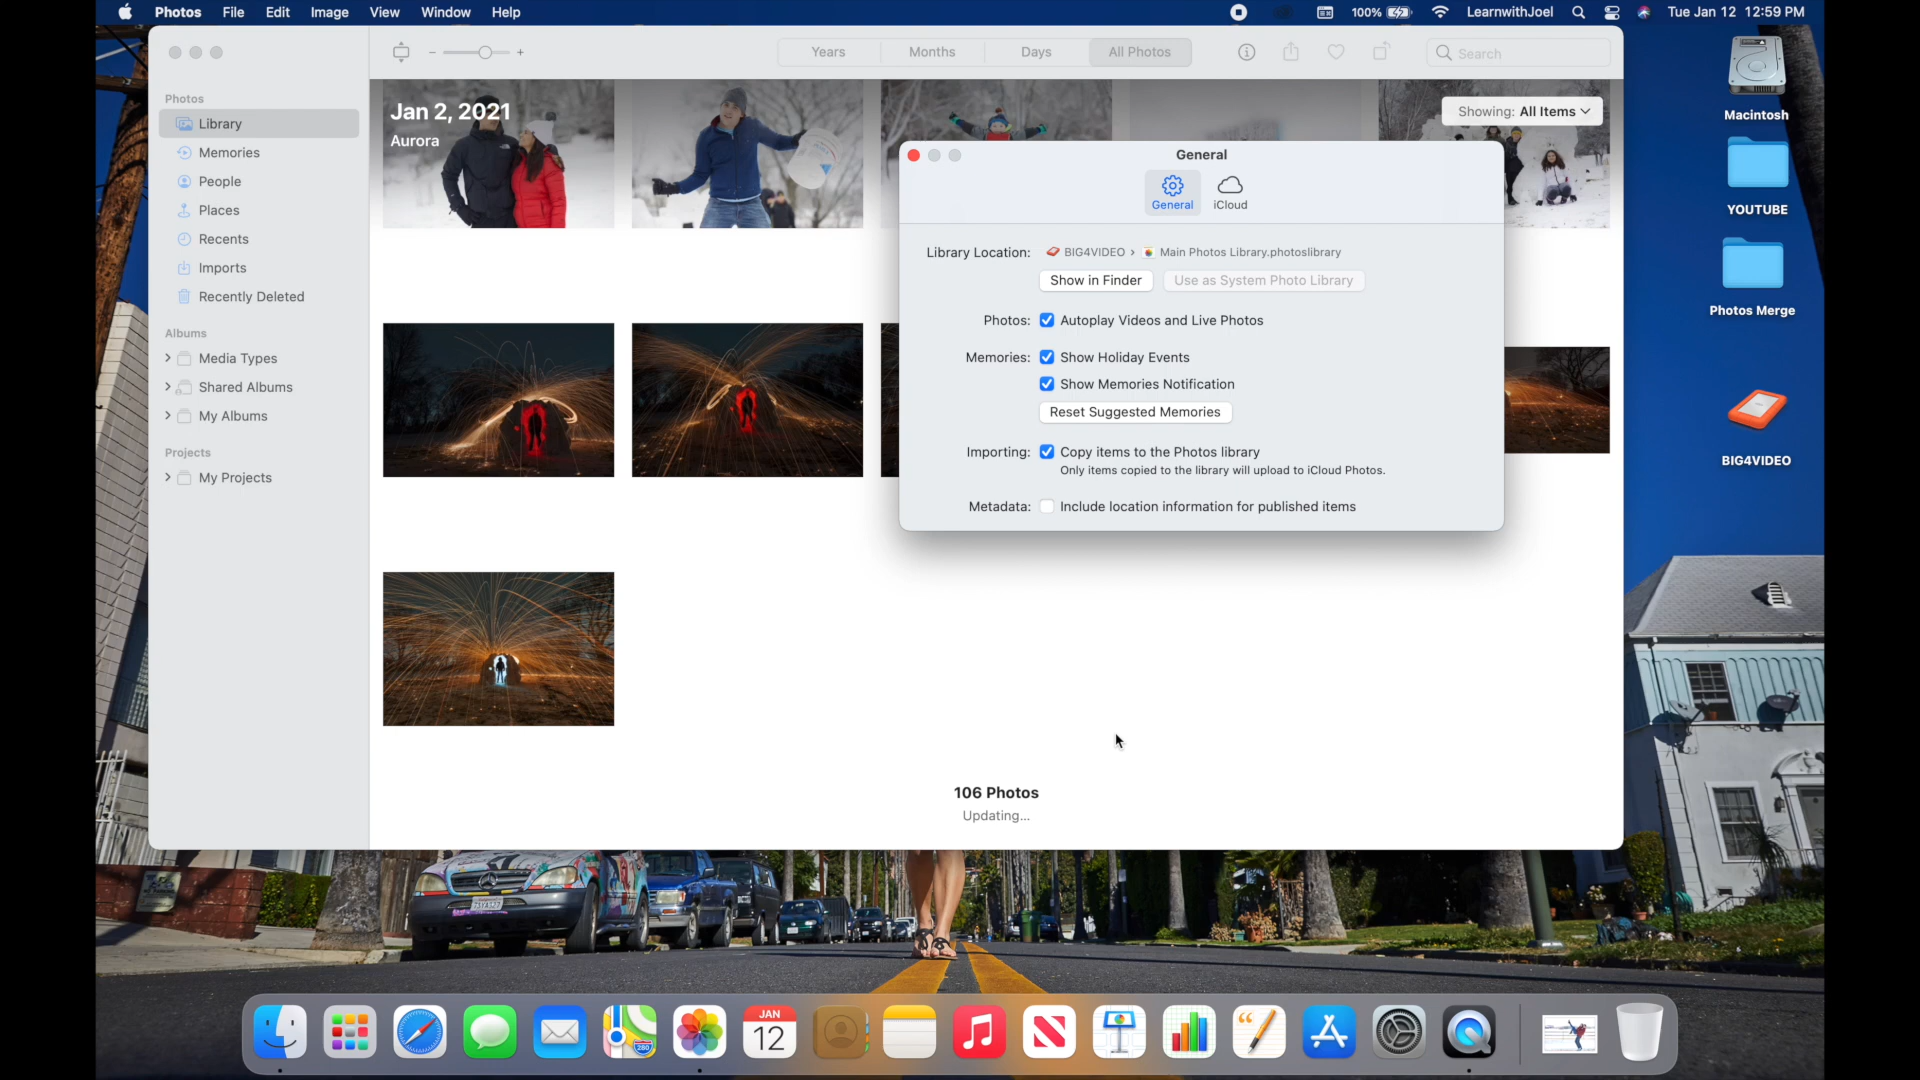 Photos File Edit Image View Window Help
100% LearnwithJoel Tue Jan 12 12:59 PM
− + Years Months Days All Photos Search
Photos
Library
Memories
People
Places
Recents
Imports
Recently Deleted
Albums
Media Types
Shared Albums
My Albums
Projects
My Projects
Jan 2, 2021
Aurora
Showing: All Items
General
General iCloud
Library Location: BIG4VIDEO › Main Photos Library.photoslibrary
Show in Finder Use as System Photo Library
Photos: Autoplay Videos and Live Photos
Memories: Show Holiday Events
Show Memories Notification
Reset Suggested Memories
Importing: Copy items to the Photos library
Only items copied to the library will upload to iCloud Photos.
Metadata: Include location information for published items
106 Photos
Updating...
Macintosh
YOUTUBE
Photos Merge
BIG4VIDEO
280
JAN
12